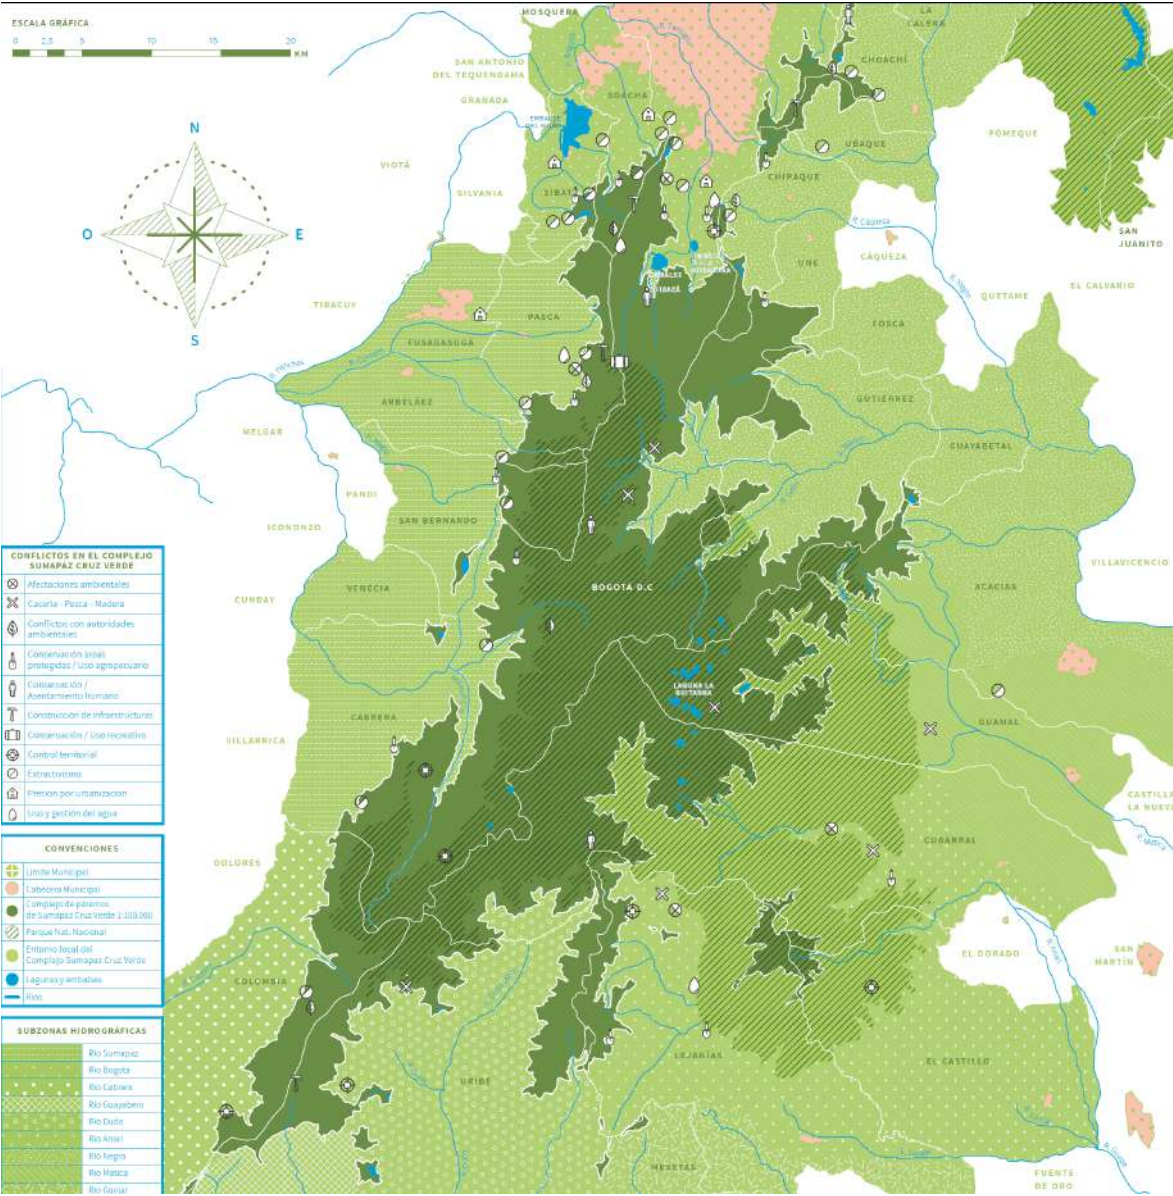 ESCALA GRÁFICA
0 2,5 5 10 15 20
KM
N
O
E
S
MOSQUERA
LA
CALERA
SAN ANTONIO
DEL TEQUENDAMA
CHOACHÍ
GRANADA
SOACHA
UBAQUE
FÓMEQUE
VIOTÁ
SILVANIA
SIBATÉ
CHIPAQUE
SAN
JUANITO
R. Cáqueza
CÁQUEZA
UNE
R. Negro
QUETAME
EL CALVARIO
TIBACUY
PASCA
FOSCA
FUSAGASUGA
ARBELÁEZ
GUTIÉRREZ
MELGAR
GUAYABETAL
PANDI
ICONONZO
SAN BERNARDO
VENECIA
BOGOTÁ D.C
VILLAVICENCIO
ACACIAS
CUNDAY
LAGUNA LA
GUITARRA
CABRERA
GUAMAL
VILLARRICA
CASTILLA
LA NUEVA
CUBARRAL
DOLORES
EL DORADO
R. Ariari
SAN
MARTÍN
COLOMBIA
LEJANÍAS
EL CASTILLO
URIBE
MESETAS
FUENTE
DE ORO
CONFLICTOS EN EL COMPLEJO
SUMAPAZ CRUZ VERDE
Afectaciones ambientales
Cacería - Pesca - Madera
Conflictos con autoridades
ambientales
Conservación áreas
protegidas / Uso agropecuario
Conservación /
Asentamiento humano
Construcción de infraestructuras
Conservación / Uso recreativo
Control territorial
Extractivismo
Presión por urbanización
Uso y gestión del agua
CONVENCIONES
Límite Municipal
Cabecera Municipal
Complejo de páramos
de Sumapaz Cruz Verde 1:100,000
Parque Nat. Nacional
Entorno local del
Complejo Sumapaz Cruz Verde
Lagunas y embalses
Ríos
SUBZONAS HIDROGRÁFICAS
Río Sumapaz
Río Bogotá
Río Cabrera
Río Guayabero
Río Duda
Río Ariari
Río Negro
Río Metica
Río Guejar